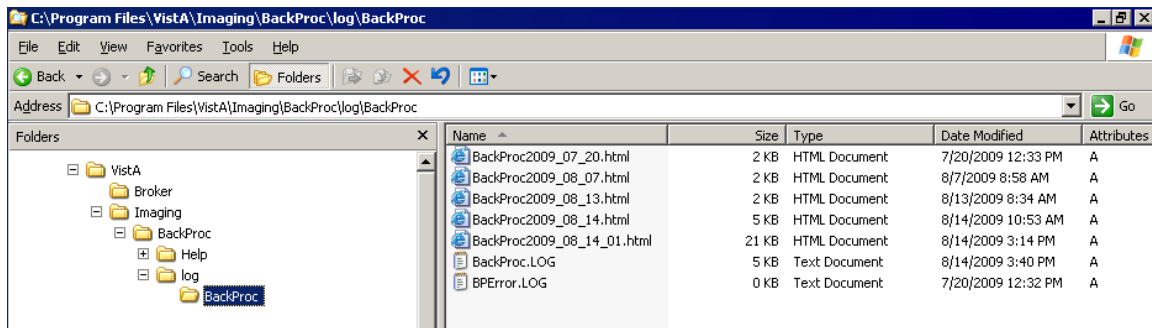 C:\Program Files\VistA\Imaging\BackProc\log\BackProc
File Edit View Favorites Tools Help
Back Search Folders
Address C:\Program Files\VistA\Imaging\BackProc\log\BackProc Go
Folders x Name Size Type Date Modified Attributes
VistA
Broker
Imaging
BackProc
Help
log
BackProc
BackProc2009_07_20.html 2 KB HTML Document 7/20/2009 12:33 PM A
BackProc2009_08_07.html 2 KB HTML Document 8/7/2009 8:58 AM A
BackProc2009_08_13.html 2 KB HTML Document 8/13/2009 8:34 AM A
BackProc2009_08_14.html 5 KB HTML Document 8/14/2009 10:53 AM A
BackProc2009_08_14_01.html 21 KB HTML Document 8/14/2009 3:14 PM A
BackProc.LOG 5 KB Text Document 8/14/2009 3:40 PM A
BPError.LOG 0 KB Text Document 7/20/2009 12:32 PM A